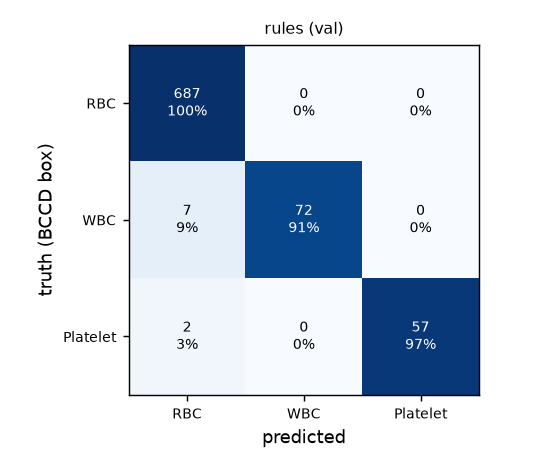 rules (val)
truth (BCCD box)
RBC
687
100%
0
0%
0
0%
WBC
7
9%
72
91%
0
0%
Platelet
2
3%
0
0%
57
97%
RBC
WBC
Platelet
predicted